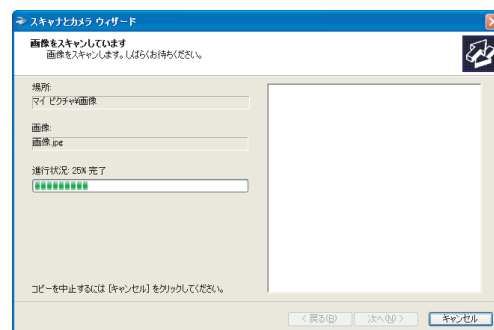 スキャナとカメラ ウィザード
画像をスキャンしています
画像をスキャンします。しばらくお待ちください。
場所:
マイ ピクチャ¥画像
画像:
画像.jpg
進行状況: 25% 完了
コピーを中止するには [キャンセル] をクリックしてください。
< 戻る(B)
次へ(N) >
キャンセル